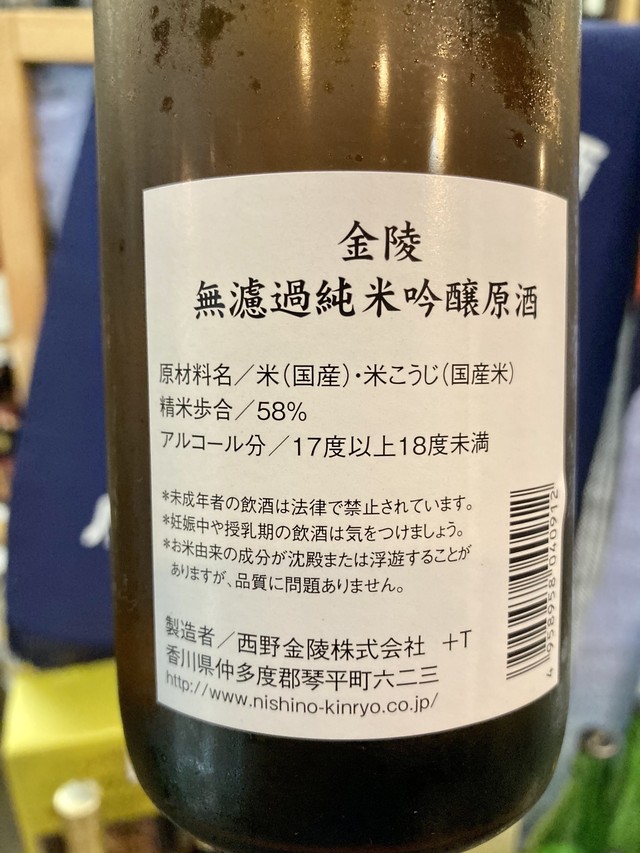 金陵
無濾過純米吟醸原酒
原材料名／米（国産）・米こうじ（国産米）
精米歩合／58%
アルコール分／17度以上18度未満
*未成年者の飲酒は法律で禁止されています。
*妊娠中や授乳期の飲酒は気をつけましょう。
*お米由来の成分が沈殿または浮遊することが
ありますが、品質に問題ありません。
製造者／西野金陵株式会社 +T
香川県仲多度郡琴平町六二三
http://www.nishino-kinryo.co.jp/
4 958958 040912